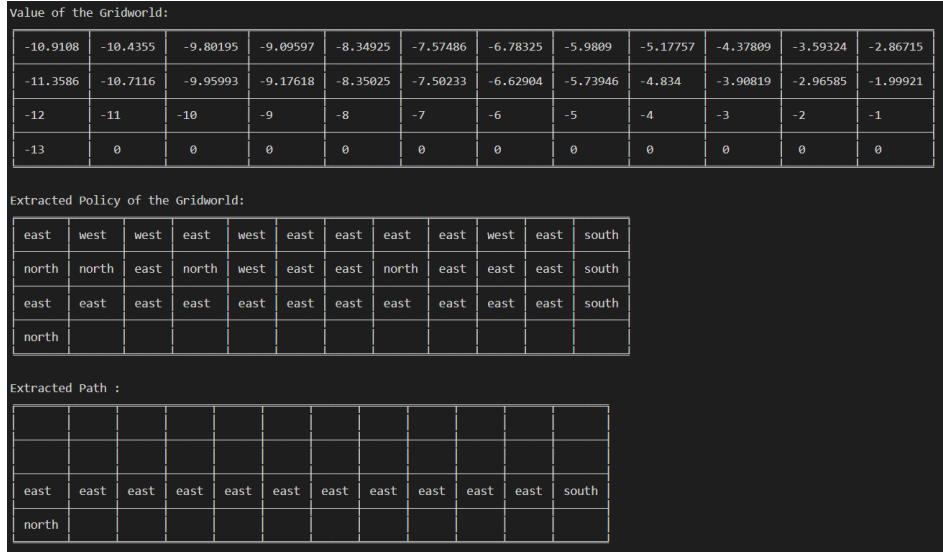 Value of the Gridworld:
-10.9108 -10.4355 -9.80195 -9.09597 -8.34925 -7.57486 -6.78325 -5.9809 -5.17757 -4.37809 -3.59324 -2.86715
-11.3586 -10.7116 -9.95993 -9.17618 -8.35025 -7.50233 -6.62904 -5.73946 -4.834 -3.90819 -2.96585 -1.99921
-12 -11 -10 -9 -8 -7 -6 -5 -4 -3 -2 -1
-13 0 0 0 0 0 0 0 0 0 0 0
Extracted Policy of the Gridworld:
east west west east west east east east east west east south
north north east north west east east north east east east south
east east east east east east east east east east east south
north
Extracted Path :
east east east east east east east east east east east south
north